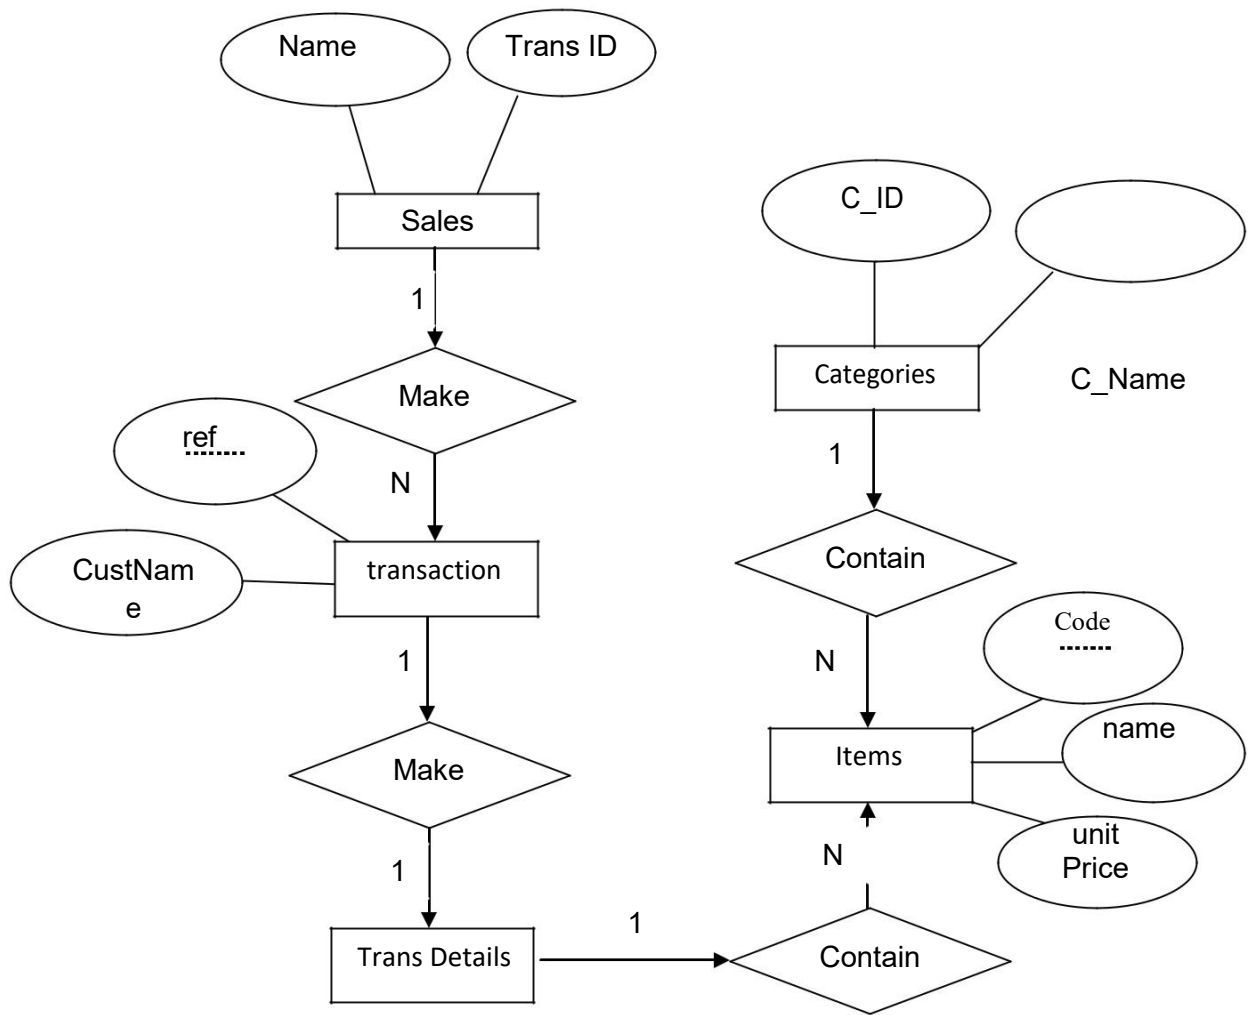 Name
Trans ID
Sales
1
Make
ref
N
CustNam
e
transaction
1
Make
1
Trans Details
1
C_ID
Categories
C_Name
1
Contain
N
Code
Items
name
unit
Price
N
Contain